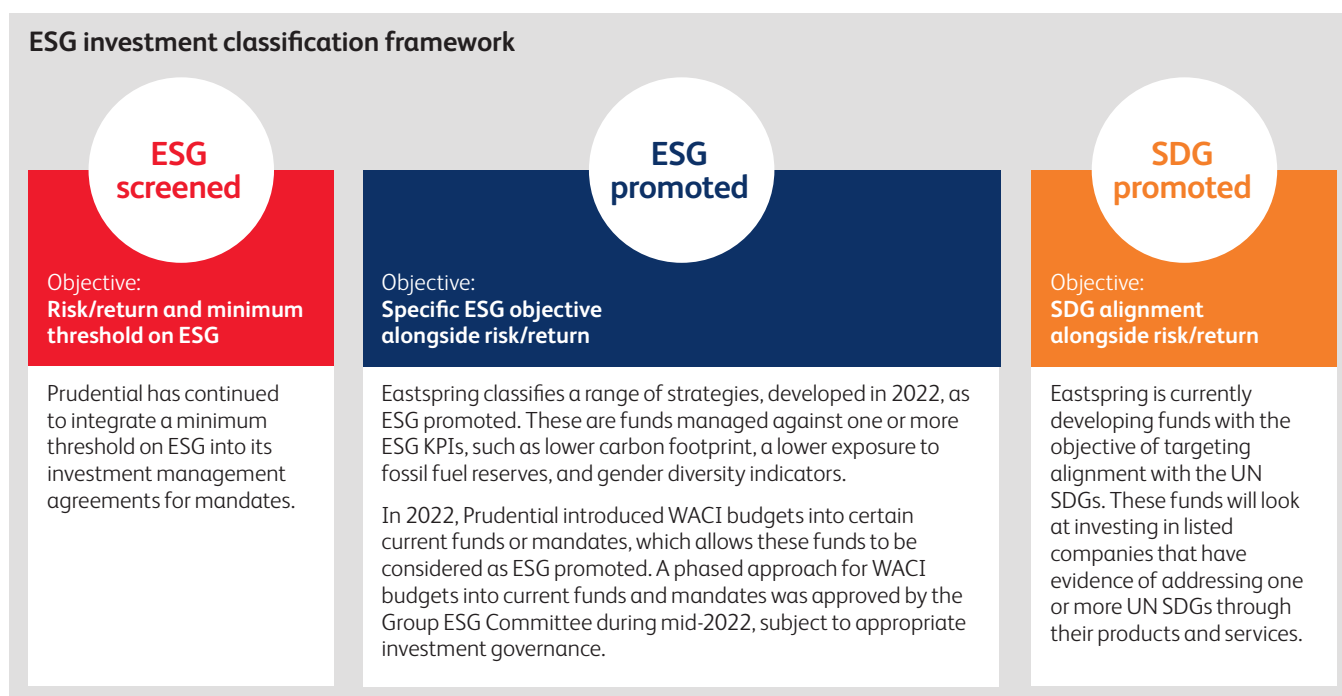 ESG investment classification framework
ESG
screened
Objective:
Risk/return and minimum
threshold on ESG
Prudential has continued
to integrate a minimum
threshold on ESG into its
investment management
agreements for mandates.
ESG
promoted
Objective:
Specific ESG objective
alongside risk/return
Eastspring classifies a range of strategies, developed in 2022, as
ESG promoted. These are funds managed against one or more
ESG KPIs, such as lower carbon footprint, a lower exposure to
fossil fuel reserves, and gender diversity indicators.
In 2022, Prudential introduced WACI budgets into certain
current funds or mandates, which allows these funds to be
considered as ESG promoted. A phased approach for WACI
budgets into current funds and mandates was approved by the
Group ESG Committee during mid-2022, subject to appropriate
investment governance.
SDG
promoted
Objective:
SDG alignment
alongside risk/return
Eastspring is currently
developing funds with the
objective of targeting
alignment with the UN
SDGs. These funds will look
at investing in listed
companies that have
evidence of addressing one
or more UN SDGs through
their products and services.